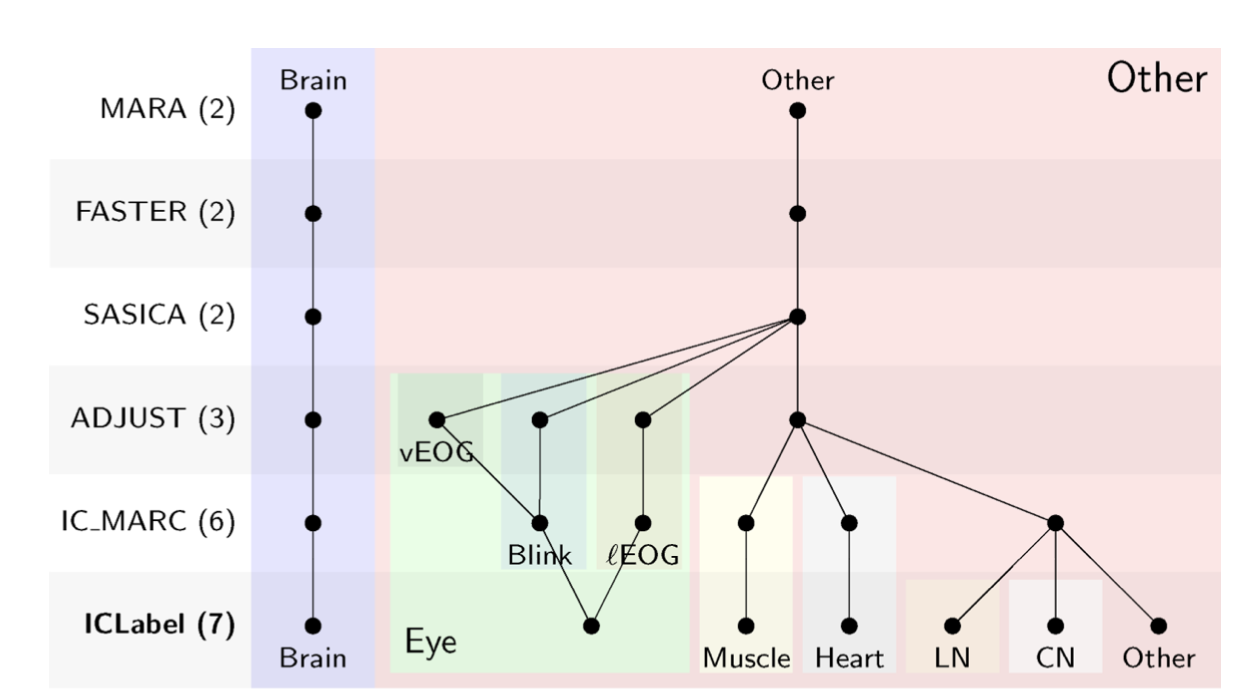 Brain
Other
Other
MARA (2)
FASTER (2)
SASICA (2)
ADJUST (3)
vEOG
IC_MARC (6)
Blink
ℓEOG
ICLabel (7)
Eye
Brain
Muscle
Heart
LN
CN
Other